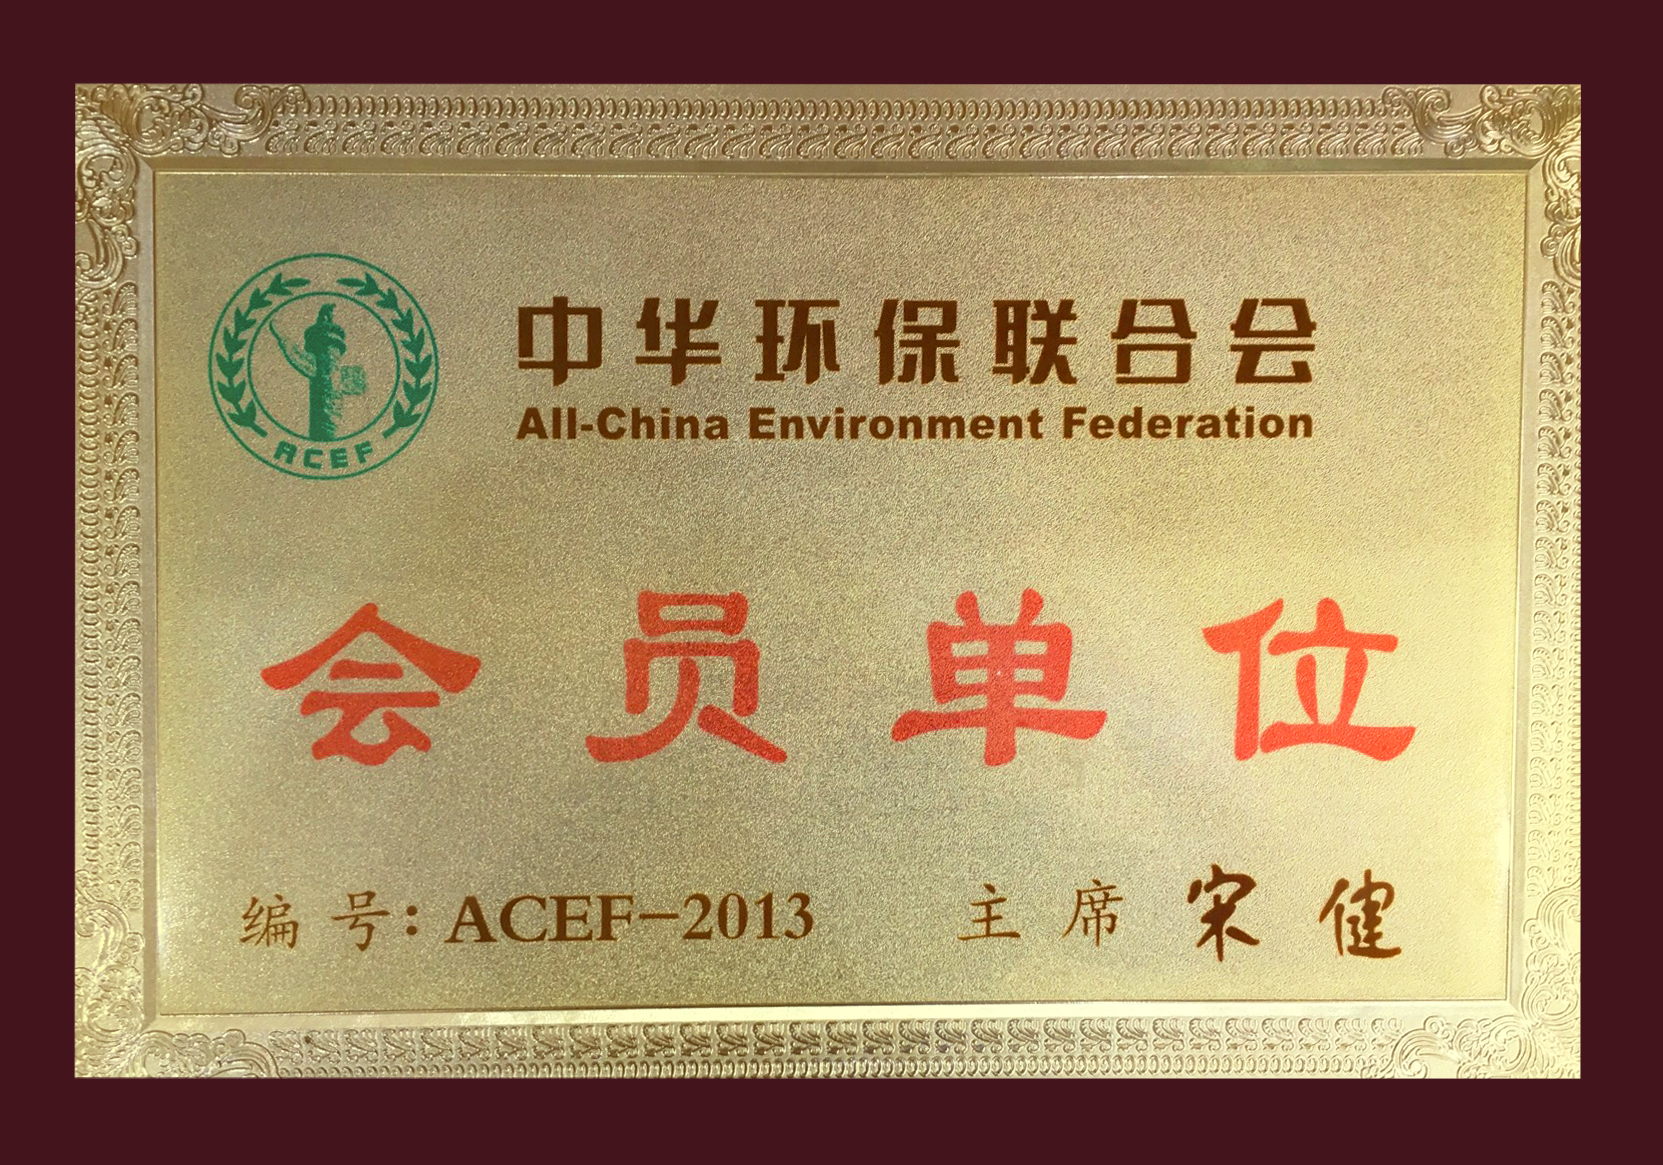 ACEF
中华环保联合会
All-China Environment Federation
会员单位
编号：ACEF-2013 主席 宋健